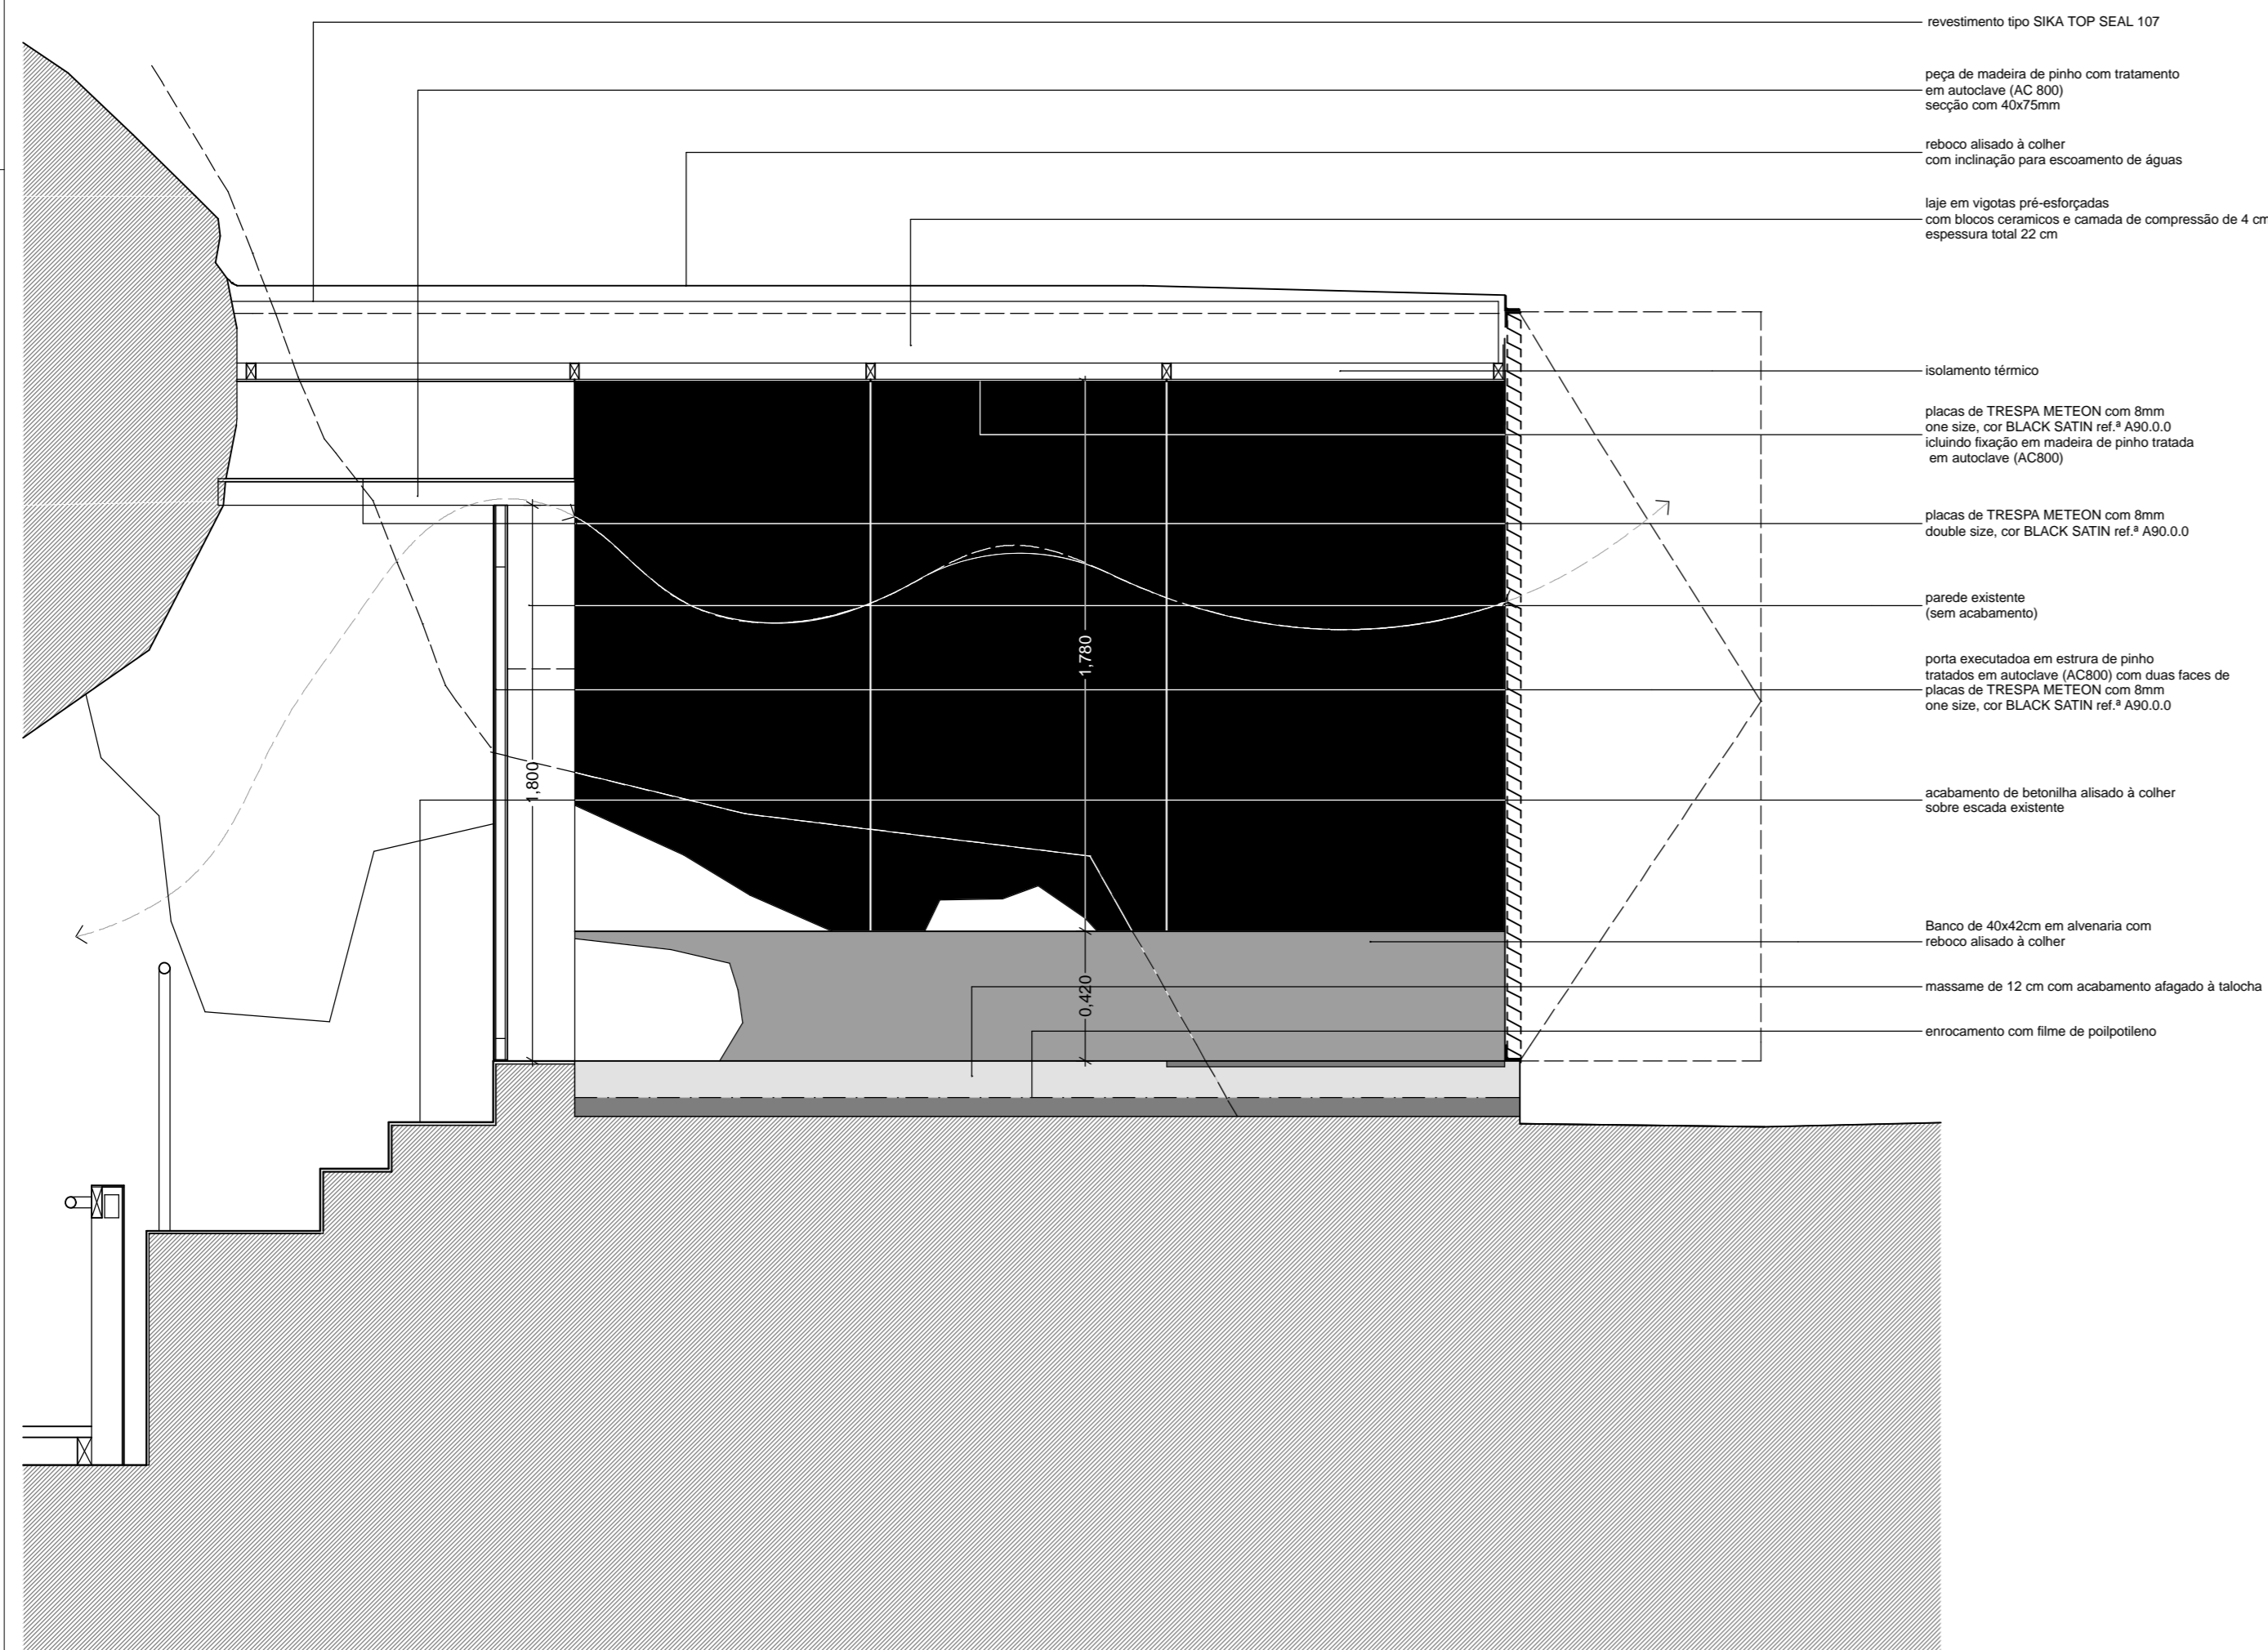 revestimento tipo SIKA TOP SEAL 107
peça de madeira de pinho com tratamento
em autoclave (AC 800)
secção com 40x75mm
reboco alisado à colher
com inclinação para escoamento de águas
laje em vigotas pré-esforçadas
com blocos ceramicos e camada de compressão de 4 cm
espessura total 22 cm
isolamento térmico
placas de TRESPA METEON com 8mm
one size, cor BLACK SATIN ref.ª A90.0.0
icluindo fixação em madeira de pinho tratada
em autoclave (AC800)
placas de TRESPA METEON com 8mm
double size, cor BLACK SATIN ref.ª A90.0.0
parede existente
(sem acabamento)
porta executadoa em estrura de pinho
tratados em autoclave (AC800) com duas faces de
placas de TRESPA METEON com 8mm
one size, cor BLACK SATIN ref.ª A90.0.0
acabamento de betonilha alisado à colher
sobre escada existente
Banco de 40x42cm em alvenaria com
reboco alisado à colher
massame de 12 cm com acabamento afagado à talocha
enrocamento com filme de poilpotileno
1,780
1,800
0,420